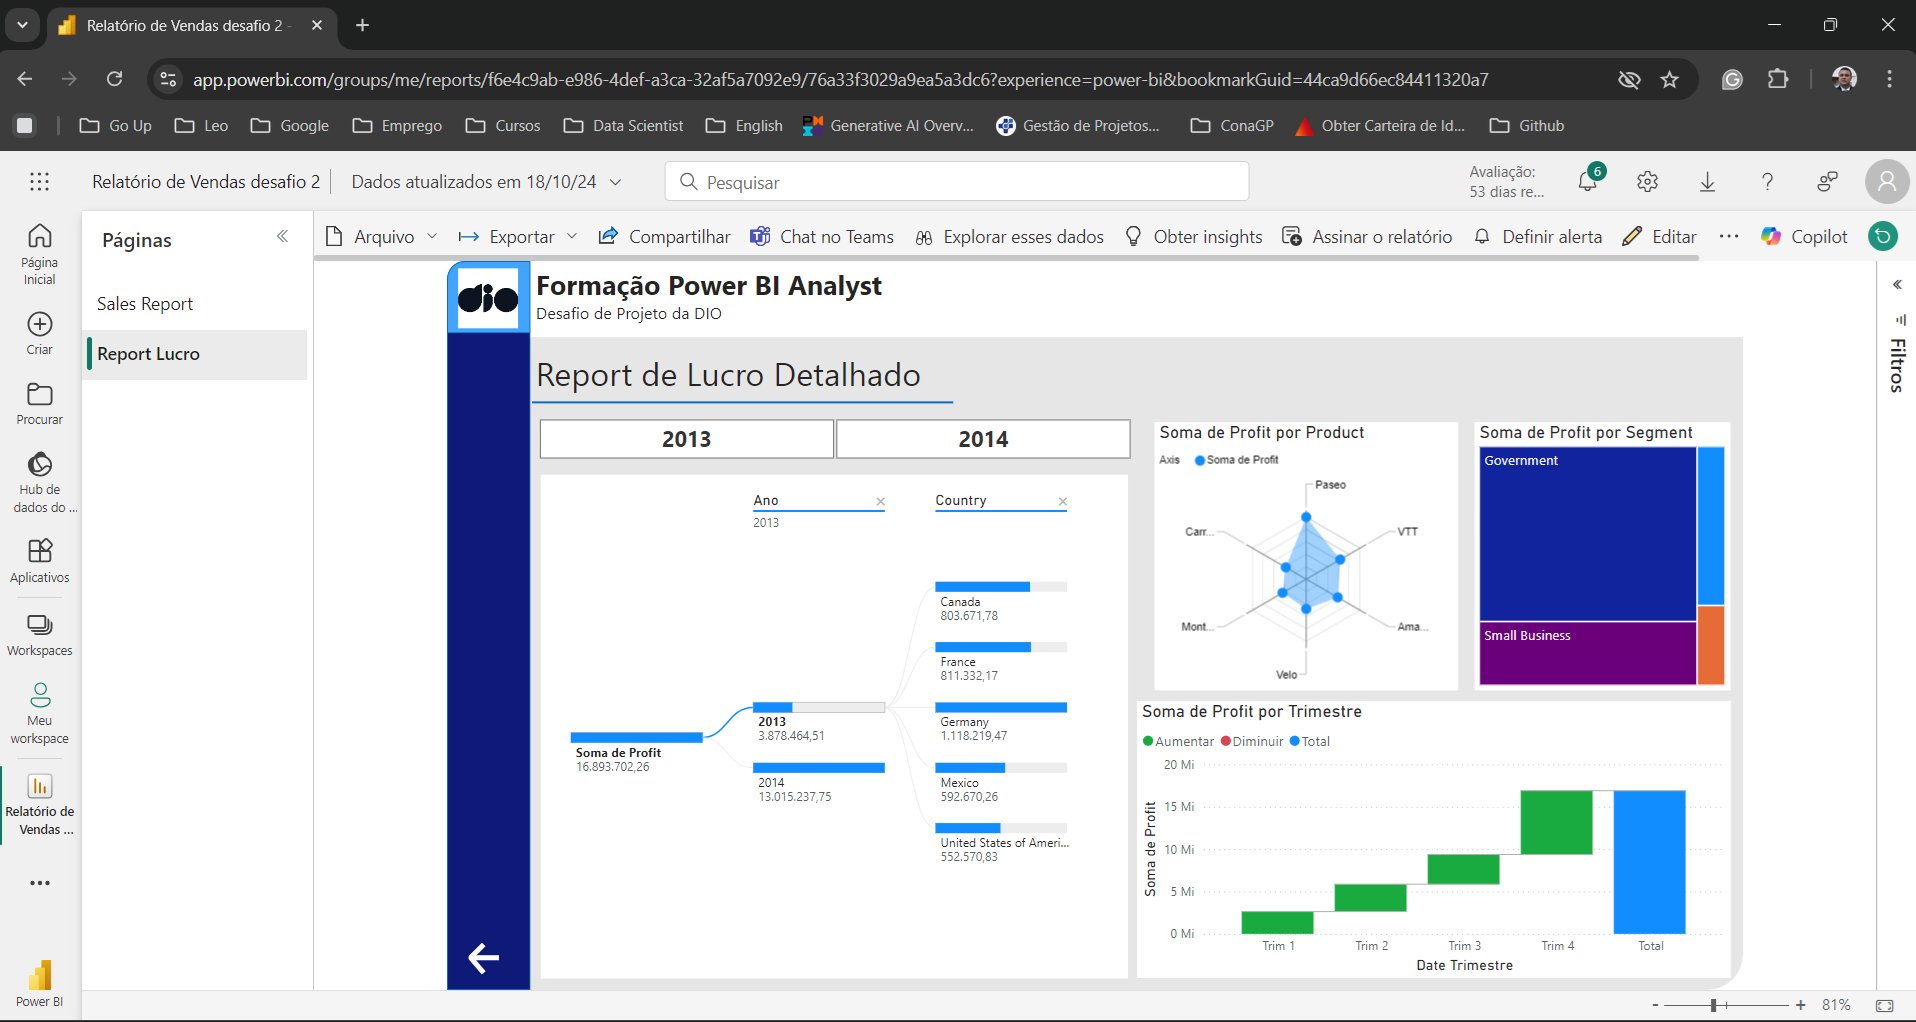 Relatório de Vendas desafio 2 -
app.powerbi.com/groups/me/reports/f6e4c9ab-e986-4def-a3ca-32af5a7092e9/76a33f3029a9ea5a3dc6?experience=power-bi&bookmarkGuid=44ca9d66ec84411320a7
Go Up
Leo
Google
Emprego
Cursos
Data Scientist
English
Generative AI Overv...
Gestão de Projetos...
ConaGP
Obter Carteira de Id...
Github
Relatório de Vendas desafio 2
Dados atualizados em 18/10/24
Pesquisar
Avaliação:
53 dias re...
6
Página
Inicial
Criar
Procurar
Hub de
dados do ...
Aplicativos
Workspaces
Meu
workspace
Relatório de
Vendas ...
Power BI
Páginas
Sales Report
Report Lucro
Arquivo
Exportar
Compartilhar
Chat no Teams
Explorar esses dados
Obter insights
Assinar o relatório
Definir alerta
Editar
Copilot
dio
Formação Power BI Analyst
Desafio de Projeto da DIO
Report de Lucro Detalhado
2013
2014
Ano
2013
Country
Soma de Profit
16.893.702,26
2013
3.878.464,51
2014
13.015.237,75
Canada
803.671,78
France
811.332,17
Germany
1.118.219,47
Mexico
592.670,26
United States of Ameri...
552.570,83
Soma de Profit por Product
Axis
Soma de Profit
Paseo
VTT
Ama...
Velo
Mont...
Carr...
Soma de Profit por Segment
Government
Small Business
Soma de Profit por Trimestre
Aumentar
Diminuir
Total
Soma de Profit
20 Mi
15 Mi
10 Mi
5 Mi
0 Mi
Trim 1
Trim 2
Trim 3
Trim 4
Total
Date Trimestre
Filtros
- + 81%